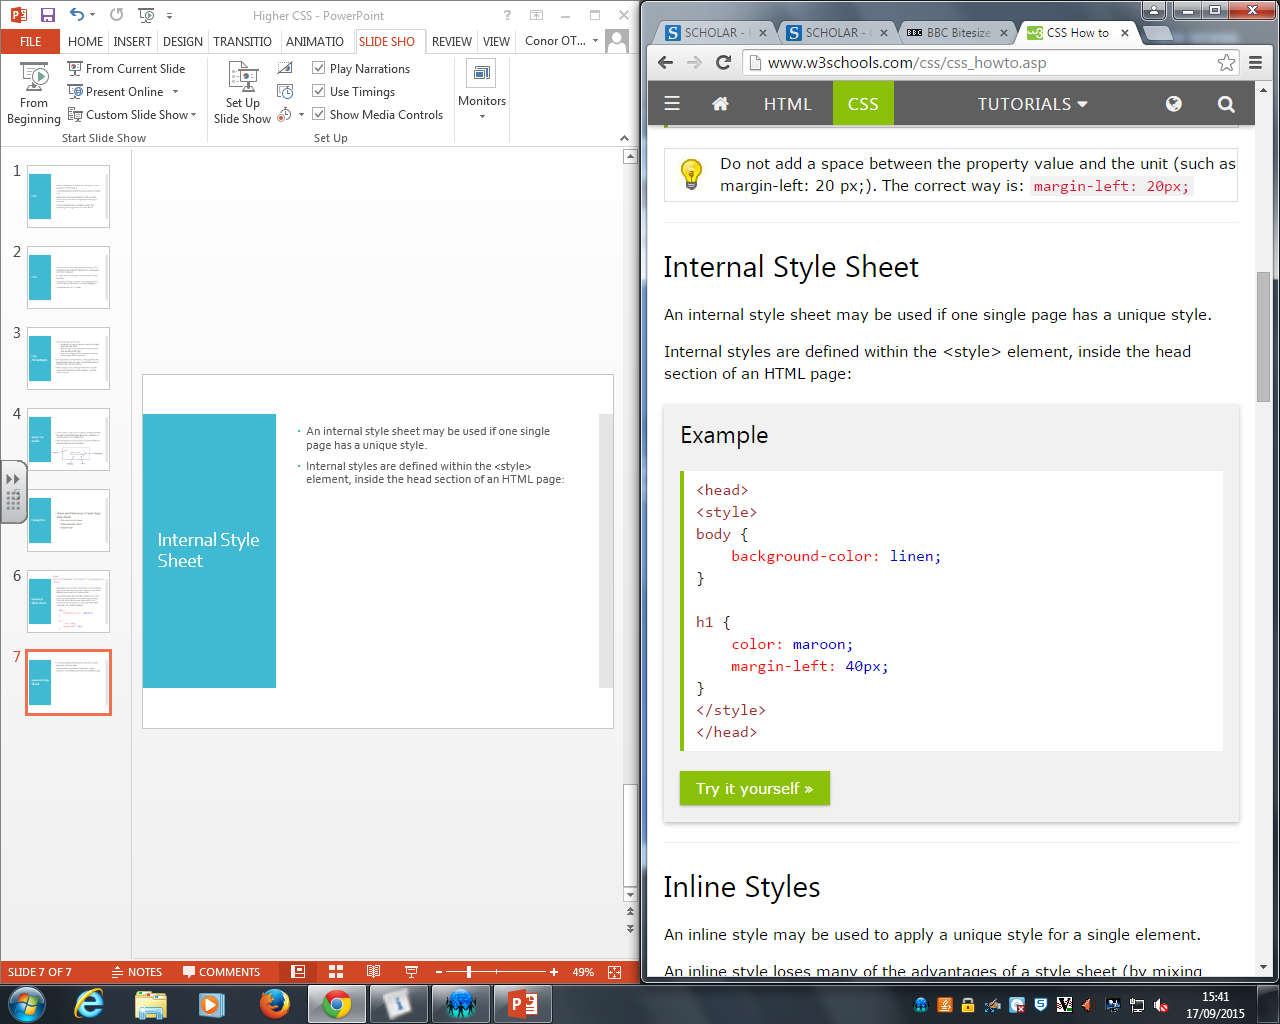 Higher CSS - PowerPoint
FILE HOME INSERT DESIGN TRANSITIO ANIMATIO SLIDE SHO REVIEW VIEW Conor OT...
From Beginning
From Current Slide
Present Online
Custom Slide Show
Start Slide Show
Set Up Slide Show
Play Narrations
Use Timings
Show Media Controls
Set Up
Monitors
1
2
3
4
6
7
Internal Style
Sheet
An internal style sheet may be used if one single
page has a unique style.
Internal styles are defined within the <style>
element, inside the head section of an HTML page:
SLIDE 7 OF 7 NOTES COMMENTS 49%
SCHOLAR - SCHOLAR - BBC BBC Bitesize w3 CSS How to
www.w3schools.com/css/css_howto.asp
HTML CSS TUTORIALS
Do not add a space between the property value and the unit (such as
margin-left: 20 px;). The correct way is: margin-left: 20px;
Internal Style Sheet
An internal style sheet may be used if one single page has a unique style.
Internal styles are defined within the <style> element, inside the head
section of an HTML page:
Example
<head>
<style>
body {
    background-color: linen;
}
h1 {
    color: maroon;
    margin-left: 40px;
}
</style>
</head>
Try it yourself »
Inline Styles
An inline style may be used to apply a unique style for a single element.
An inline style loses many of the advantages of a style sheet (by mixing
15:41
17/09/2015